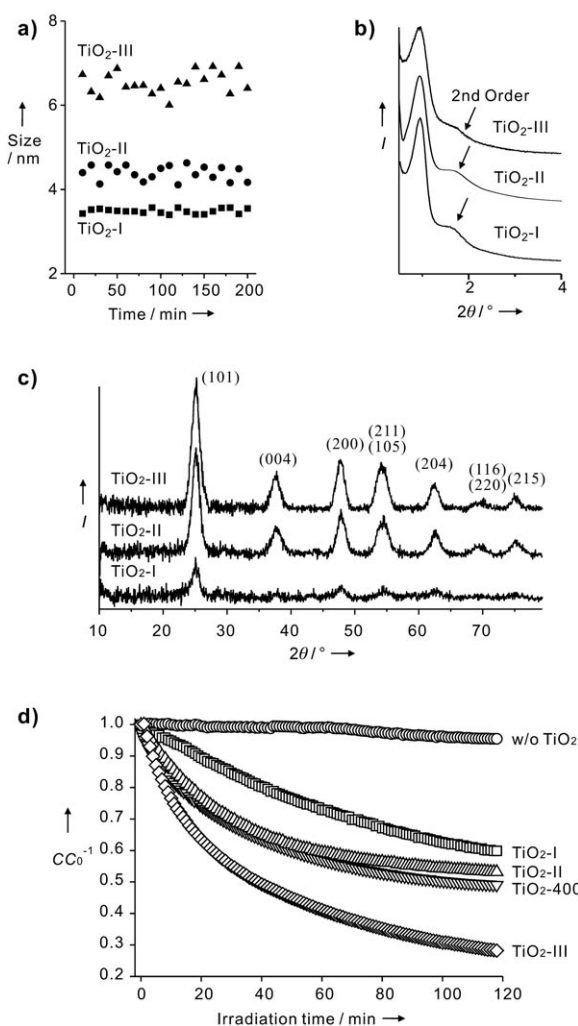 a)
8
TiO2-III
6
Size
/ nm
TiO2-II
4
TiO2-I
2
0 50 100 150 200
Time / min
b)
2nd Order
I
TiO2-III
TiO2-II
TiO2-I
2 4
2θ / °
c)
(101)
(004)
(200)
(211)
(105)
(204)
(116)
(220)
(215)
TiO2-III
I
TiO2-II
TiO2-I
10 20 30 40 50 60 70
2θ / °
d)
1.0
0.9
0.8
0.7
0.6
0.5
0.4
0.3
0.2
CC0-1
w/o TiO2
TiO2-I
TiO2-II
TiO2-400
TiO2-III
0 20 40 60 80 100 120
Irradiation time / min